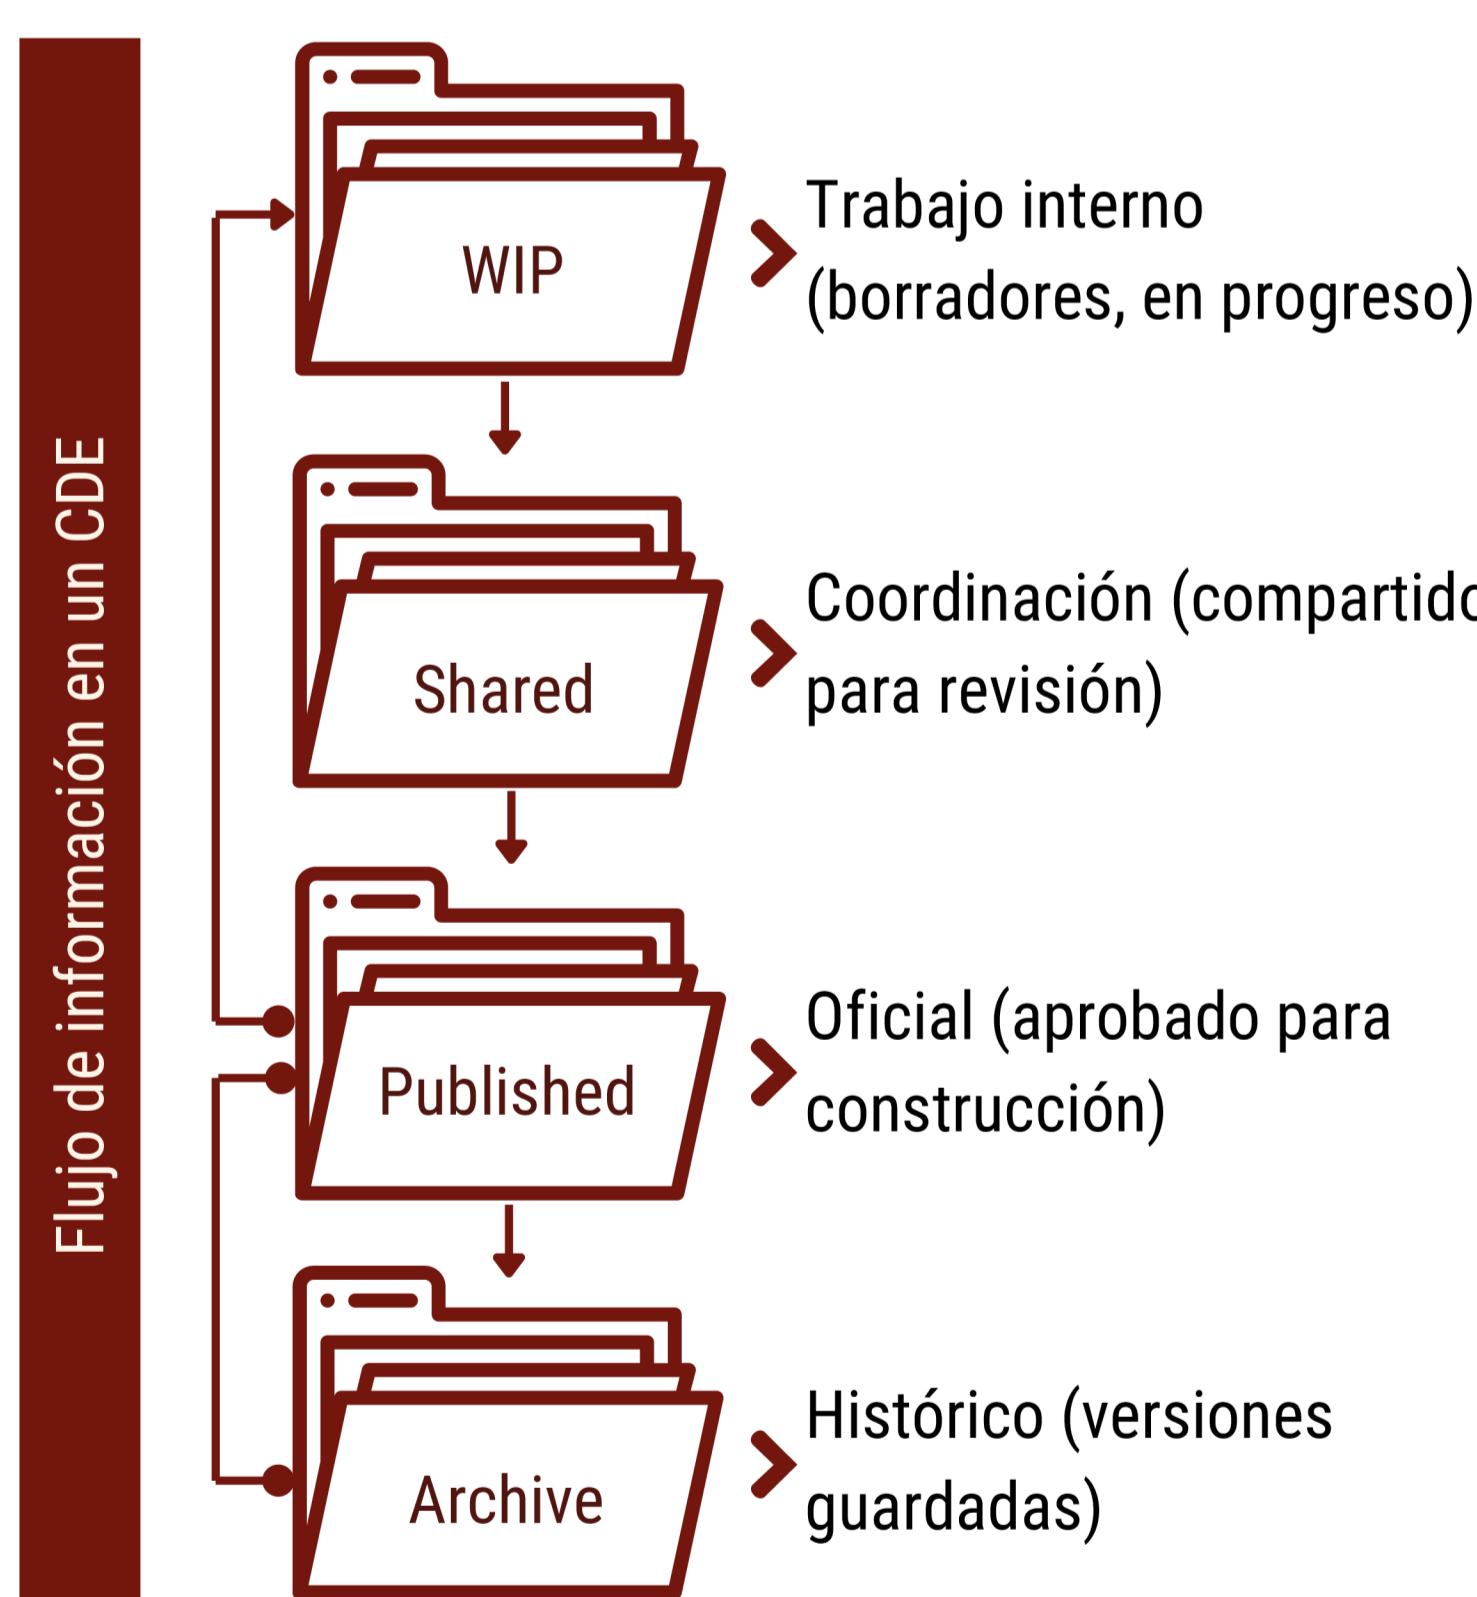 Flujo de información en un CDE
WIP
Trabajo interno
(borradores, en progreso)
Shared
Coordinación (compartido
para revisión)
Published
Oficial (aprobado para
construcción)
Archive
Histórico (versiones
guardadas)